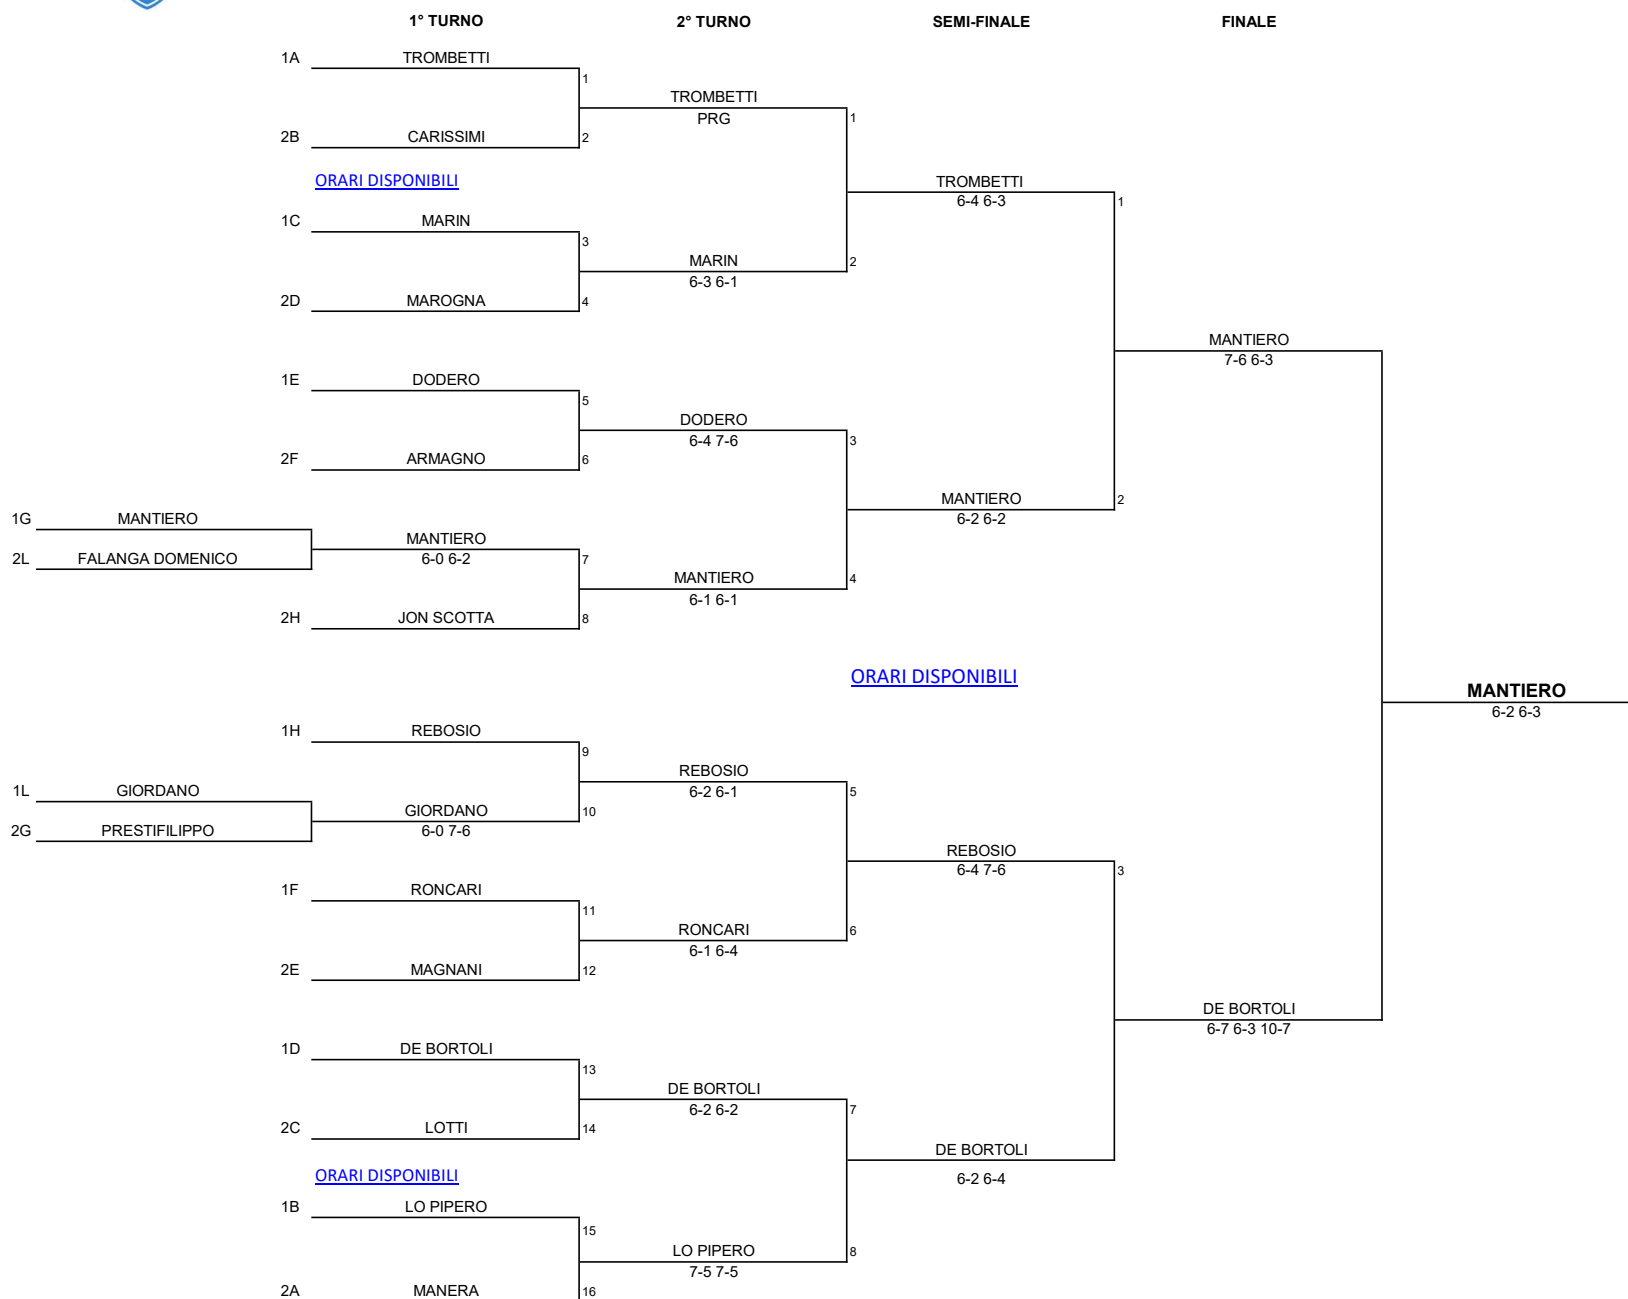 1° TURNO 2° TURNO SEMI-FINALE FINALE
1A TROMBETTI
1
TROMBETTI
PRG 1
2B CARISSIMI 2
ORARI DISPONIBILI TROMBETTI
6-4 6-3 1
1C MARIN
3
MARIN 2
6-3 6-1
2D MAROGNA 4
MANTIERO
7-6 6-3
1E DODERO
5
DODERO
6-4 7-6 3
2F ARMAGNO 6
MANTIERO 2
6-2 6-2
1G MANTIERO
MANTIERO
2L FALANGA DOMENICO 6-0 6-2 7
MANTIERO 4
6-1 6-1
2H JON SCOTTA 8
ORARI DISPONIBILI
MANTIERO
6-2 6-3
1H REBOSIO
9
REBOSIO
6-2 6-1 5
1L GIORDANO
GIORDANO 10
2G PRESTIFILIPPO 6-0 7-6
REBOSIO
6-4 7-6 3
1F RONCARI
11
RONCARI 6
6-1 6-4
2E MAGNANI 12
DE BORTOLI
6-7 6-3 10-7
1D DE BORTOLI
13
DE BORTOLI
6-2 6-2 7
2C LOTTI 14
DE BORTOLI
ORARI DISPONIBILI 6-2 6-4
1B LO PIPERO
15
LO PIPERO 8
7-5 7-5
2A MANERA 16